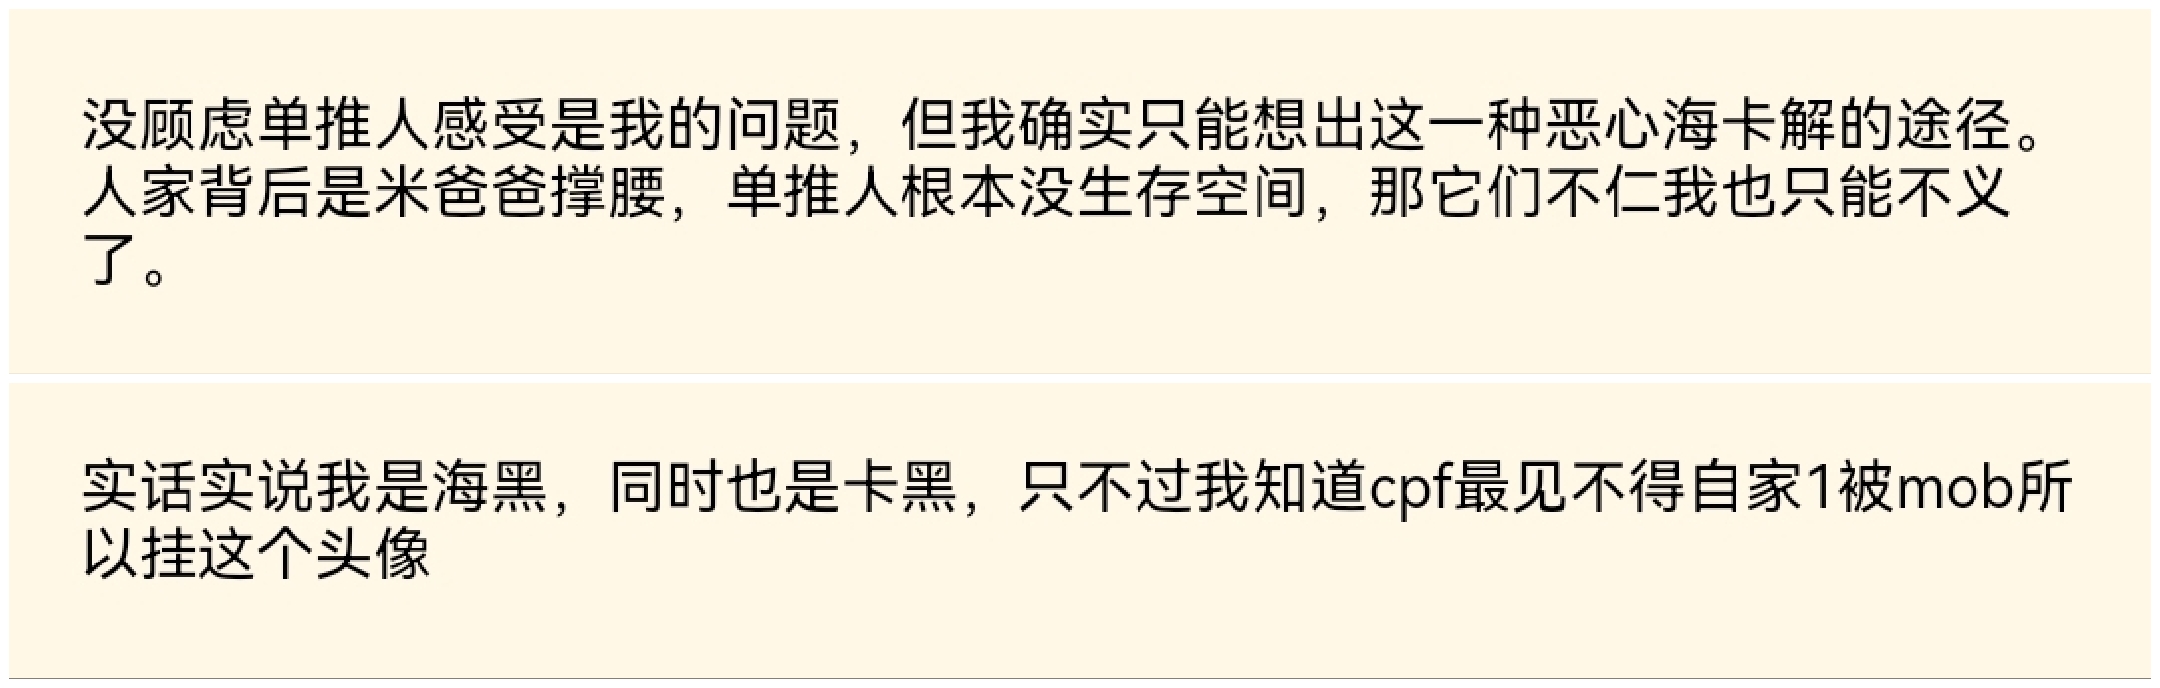 没顾虑单推人感受是我的问题，但我确实只能想出这一种恶心海卡解的途径。
人家背后是米爸爸撑腰，单推人根本没生存空间，那它们不仁我也只能不义
了。
实话实说我是海黑，同时也是卡黑，只不过我知道cpf最见不得自家1被mob所
以挂这个头像